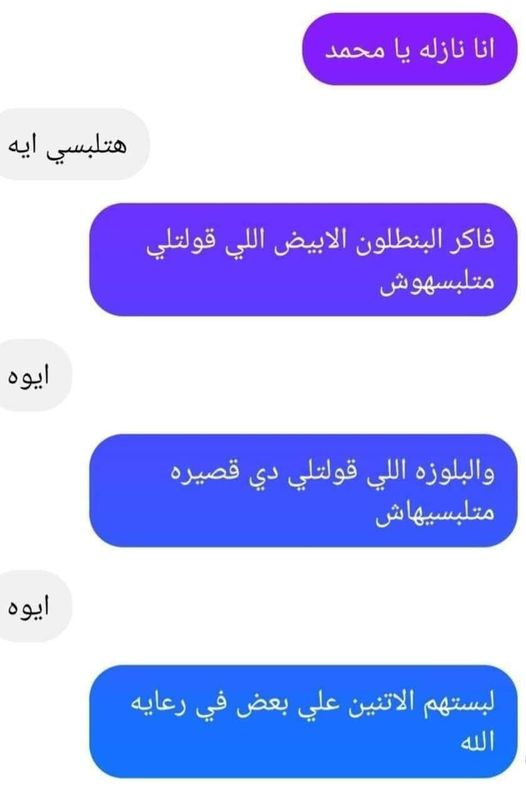 انا نازله يا محمد
هتلبسي ايه
فاكر البنطلون الابيض اللي قولتلي
متلبسهوش
ايوه
والبلوزه اللي قولتلي دي قصيره
متلبسيهاش
ايوه
لبستهم الاتنين علي بعض في رعايه
الله